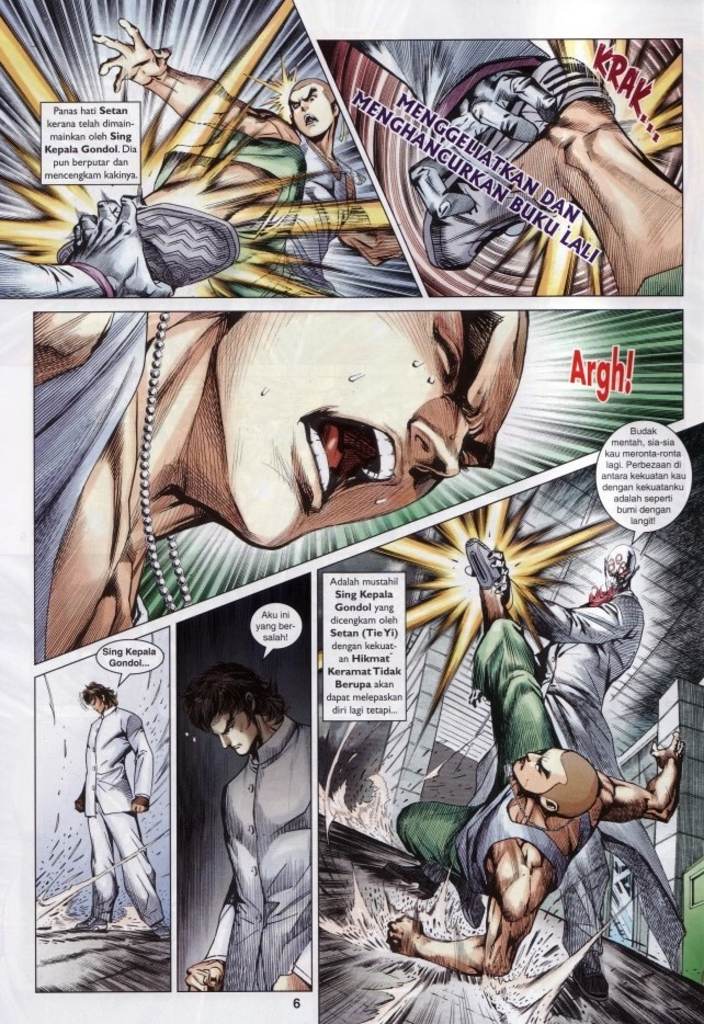 Panas hati Setan
kerana telah dimain-
mainkan oleh Sing
Kepala Gondol. Dia
pun berputar dan
mencengkam kakinya.
KRAK...
MENGGELIATKAN DAN
MENGHANCURKAN BUKU LALI
Argh!
Budak
mentah, sia-sia
kau meronta-ronta
lagi. Perbezaan di
antara kekuatan kau
dengan kekuatanku
adalah seperti
bumi dengan
langit!
Sing Kepala
Gondol...
Aku ini
yang ber-
salah!
Adalah mustahil
Sing Kepala
Gondol yang
dicengkam oleh
Setan (Tie Yi)
dengan kekuat-
an Hikmat
Keramat Tidak
Berupa akan
dapat melepaskan
diri lagi tetapi...
6